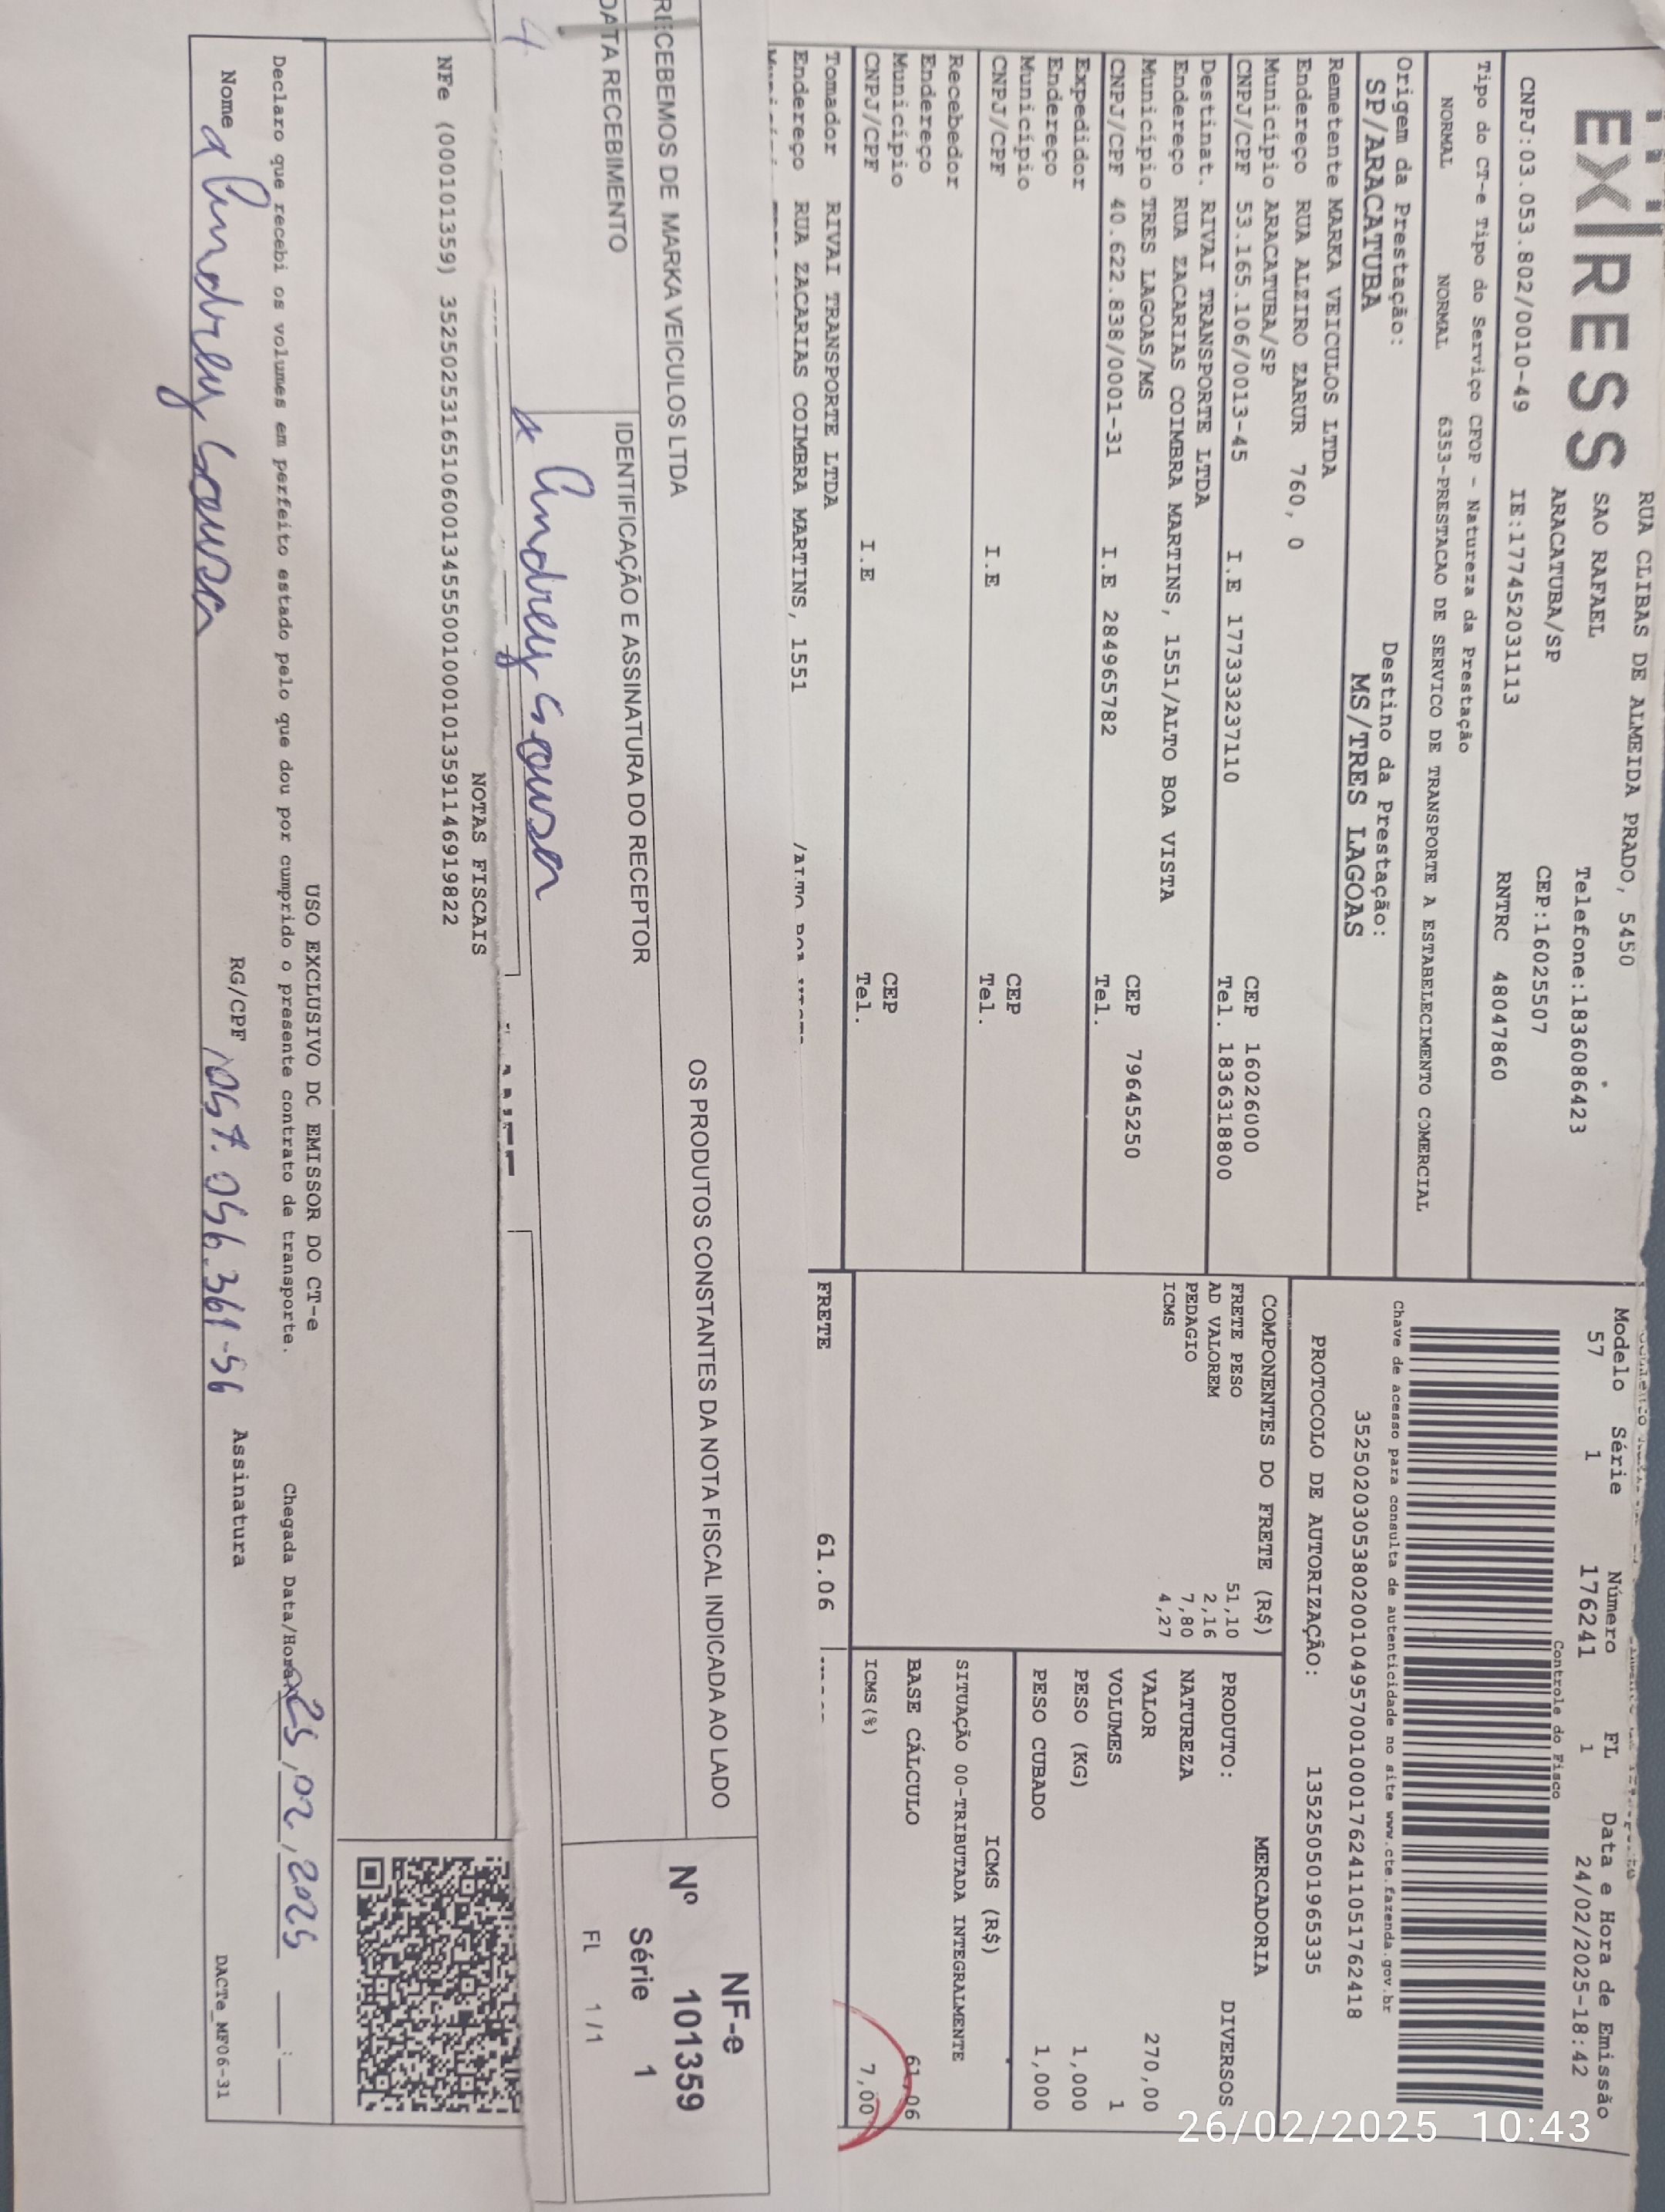 EXPRESS
RUA CLIBAS DE ALMEIDA PRADO, 5450
SAO RAFAEL
Telefone:1836086423
ARACATUBA/SP
CEP:16025507
CNPJ:03.053.802/0010-49
IE:177452031113
RNTRC 48047860
Modelo Série Número FL Data e Hora de Emissão
57 1 176241 1 24/02/2025-18:42
Controle do Fisco
Tipo do CT-e Tipo do Serviço CFOP - Natureza da Prestação
NORMAL NORMAL 6353-PRESTACAO DE SERVICO DE TRANSPORTE A ESTABELECIMENTO COMERCIAL
Chave de acesso para consulta de autenticidade no site www.cte.fazenda.gov.br
35250203053802001049570010001762411051762418
Origem da Prestação:
SP/ARACATUBA
Destino da Prestação:
MS/TRES LAGOAS
PROTOCOLO DE AUTORIZAÇÃO: 135250501965335
Remetente MARKA VEICULOS LTDA
Endereço RUA ALZIRO ZARUR 760, 0
Município ARACATUBA/SP CEP 16026000
CNPJ/CPF 53.165.106/0013-45 I.E 177333237110 Tel. 1836318800
Destinat. RIVAI TRANSPORTE LTDA
Endereço RUA ZACARIAS COIMBRA MARTINS, 1551/ALTO BOA VISTA
Município TRES LAGOAS/MS CEP 79645250
CNPJ/CPF 40.622.838/0001-31 I.E 284965782 Tel.
Expedidor
Endereço
Município CEP
CNPJ/CPF I.E Tel.
Recebedor
Endereço
Município CEP
CNPJ/CPF I.E Tel.
Tomador RIVAI TRANSPORTE LTDA
Endereço RUA ZACARIAS COIMBRA MARTINS, 1551 /ALTO BOA VISTA
COMPONENTES DO FRETE (R$)
FRETE PESO 51,10
AD VALOREM 2,16
PEDAGIO 7,80
ICMS 4,27
FRETE 61.06
MERCADORIA
PRODUTO: DIVERSOS
NATUREZA
VALOR 270,00
VOLUMES 1
PESO (KG) 1,000
PESO CUBADO 1,000
ICMS (R$)
SITUAÇÃO 00-TRIBUTADA INTEGRALMENTE
BASE CÁLCULO 61,06
ICMS(%) 7,00
RECEBEMOS DE MARKA VEICULOS LTDA
OS PRODUTOS CONSTANTES DA NOTA FISCAL INDICADA AO LADO
DATA RECEBIMENTO
IDENTIFICAÇÃO E ASSINATURA DO RECEPTOR
Andrey Sousa
NF-e
Nº 101359
Série 1
FL 1 / 1
NOTAS FISCAIS
NFe (000101359) 35250253165106001345550010001013591146919822
USO EXCLUSIVO DC EMISSOR DO CT-e
Declaro que recebi os volumes em perfeito estado pelo que dou por cumprido o presente contrato de transporte.
Chegada Data/Hora 25,02,2025
Nome Andrey Sousa
RG/CPF 057.056.361-56
Assinatura
DACTe_MF06-31
26/02/2025 10:43